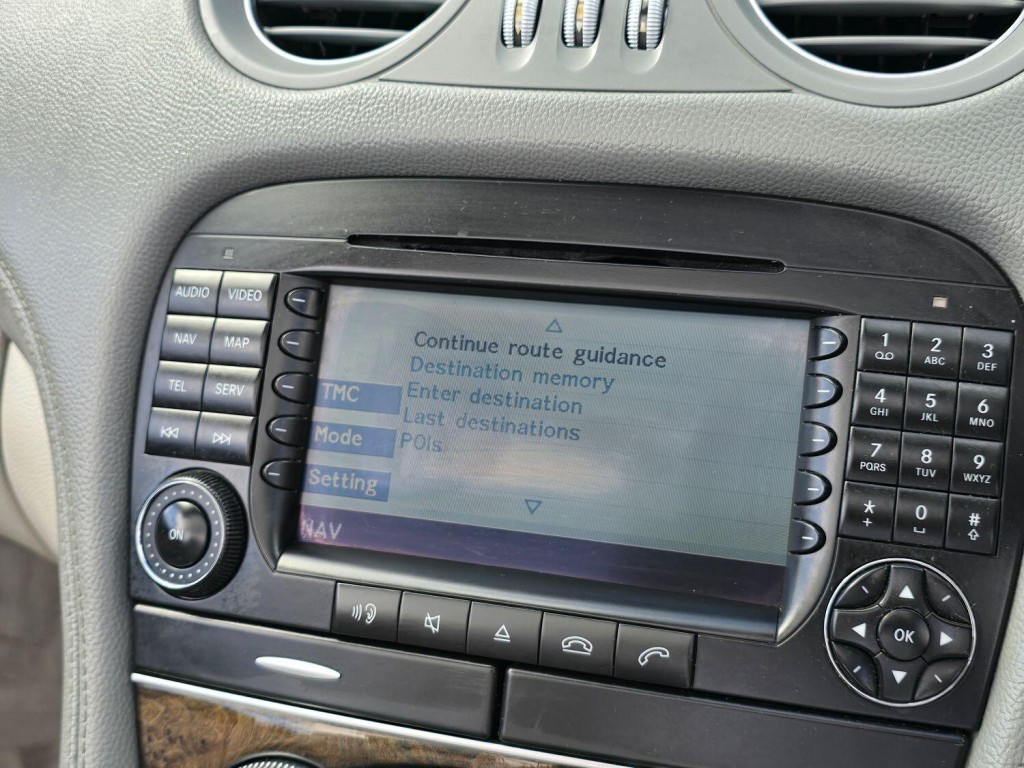 AUDIO VIDEO
NAV MAP
TEL SERV
ON
Continue route guidance
Destination memory
Enter destination
Last destinations
POIs
TMC
Mode
Setting
NAV
1 2 ABC 3 DEF
4 GHI 5 JKL 6 MNO
7 PQRS 8 TUV 9 WXYZ
* + 0 #
OK